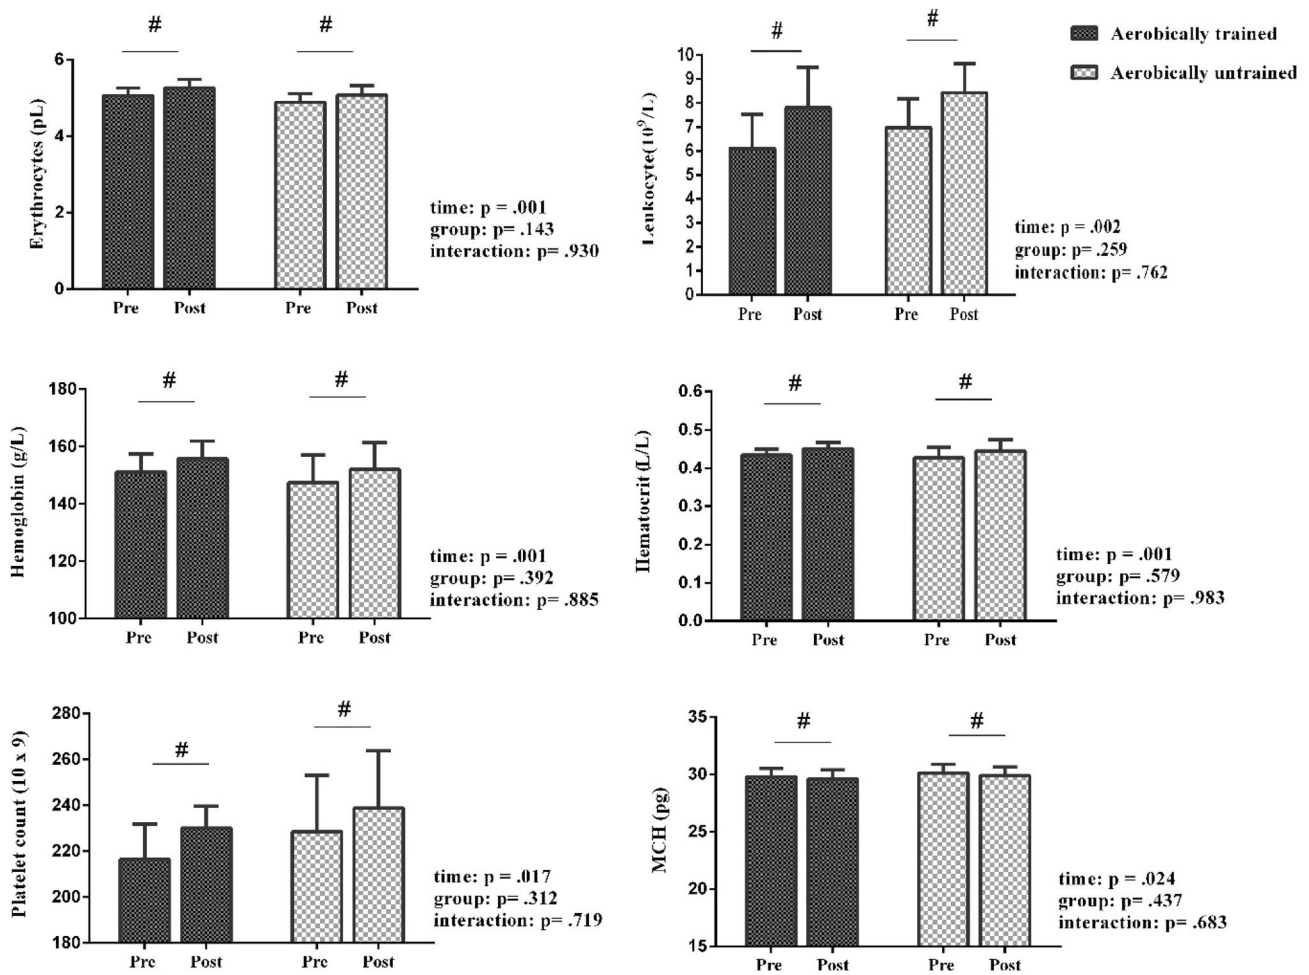 #
#
Erythrocytes (pL)
6
4
2
0
Pre
Post
Pre
Post
time: p = .001
group: p= .143
interaction: p= .930
#
#
Leukocyte(10⁹/L)
10
9
8
7
6
5
4
3
2
1
0
Pre
Post
Pre
Post
time: p = .002
group: p= .259
interaction: p= .762
Aerobically trained
Aerobically untrained
#
#
Hemoglobin (g/L)
180
160
140
120
100
Pre
Post
Pre
Post
time: p = .001
group: p= .392
interaction: p= .885
#
#
Hematocrit (L/L)
0.6
0.5
0.4
0.3
0.2
0.1
0.0
Pre
Post
Pre
Post
time: p = .001
group: p= .579
interaction: p= .983
#
#
Platelet count (10 x 9)
280
260
240
220
200
180
Pre
Post
Pre
Post
time: p = .017
group: p= .312
interaction: p= .719
#
#
MCH (pg)
35
30
25
20
15
Pre
Post
Pre
Post
time: p = .024
group: p= .437
interaction: p= .683